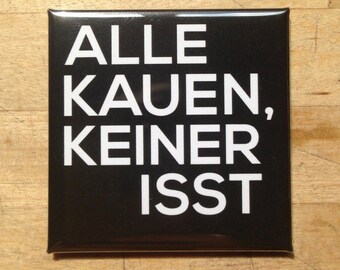 ALLE
KAUEN,
KEINER
ISST